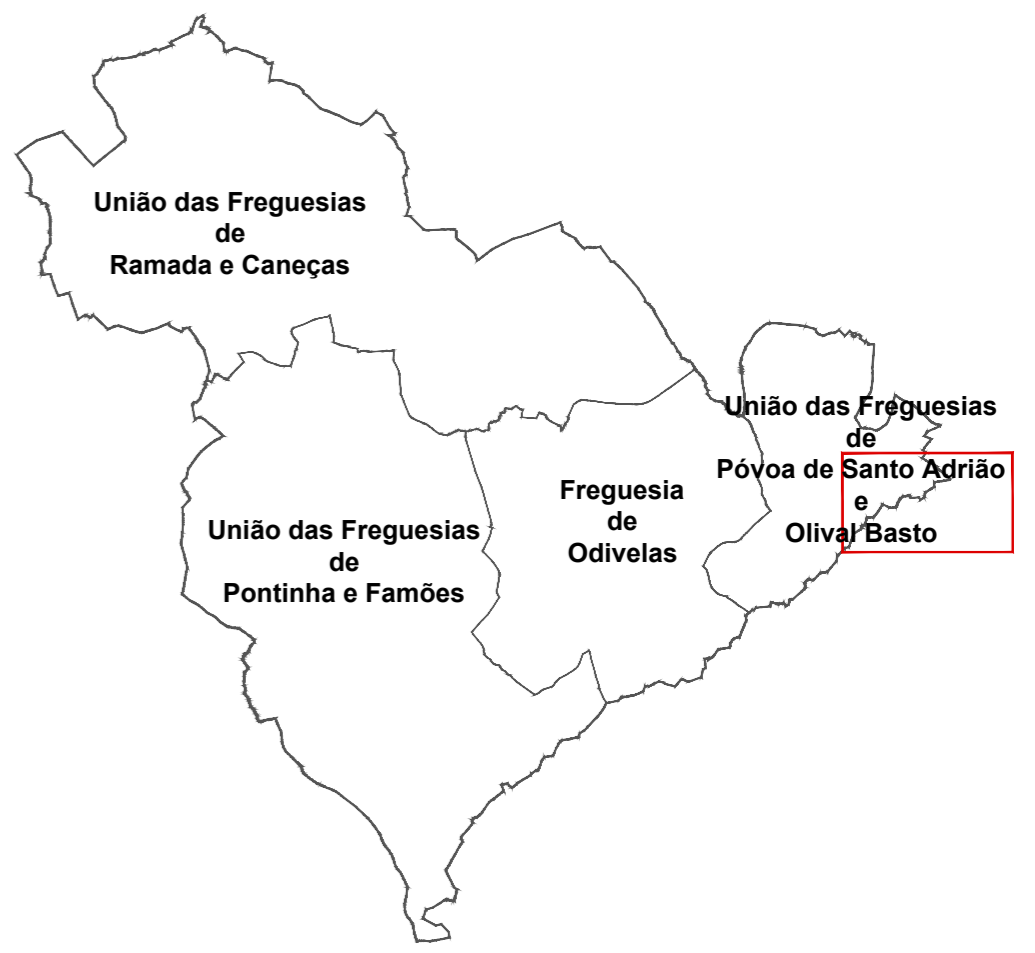 União das Freguesias
de
Ramada e Caneças
União das Freguesias
de
Póvoa de Santo Adrião
e
Olival Basto
Freguesia
de
Odivelas
União das Freguesias
de
Pontinha e Famões